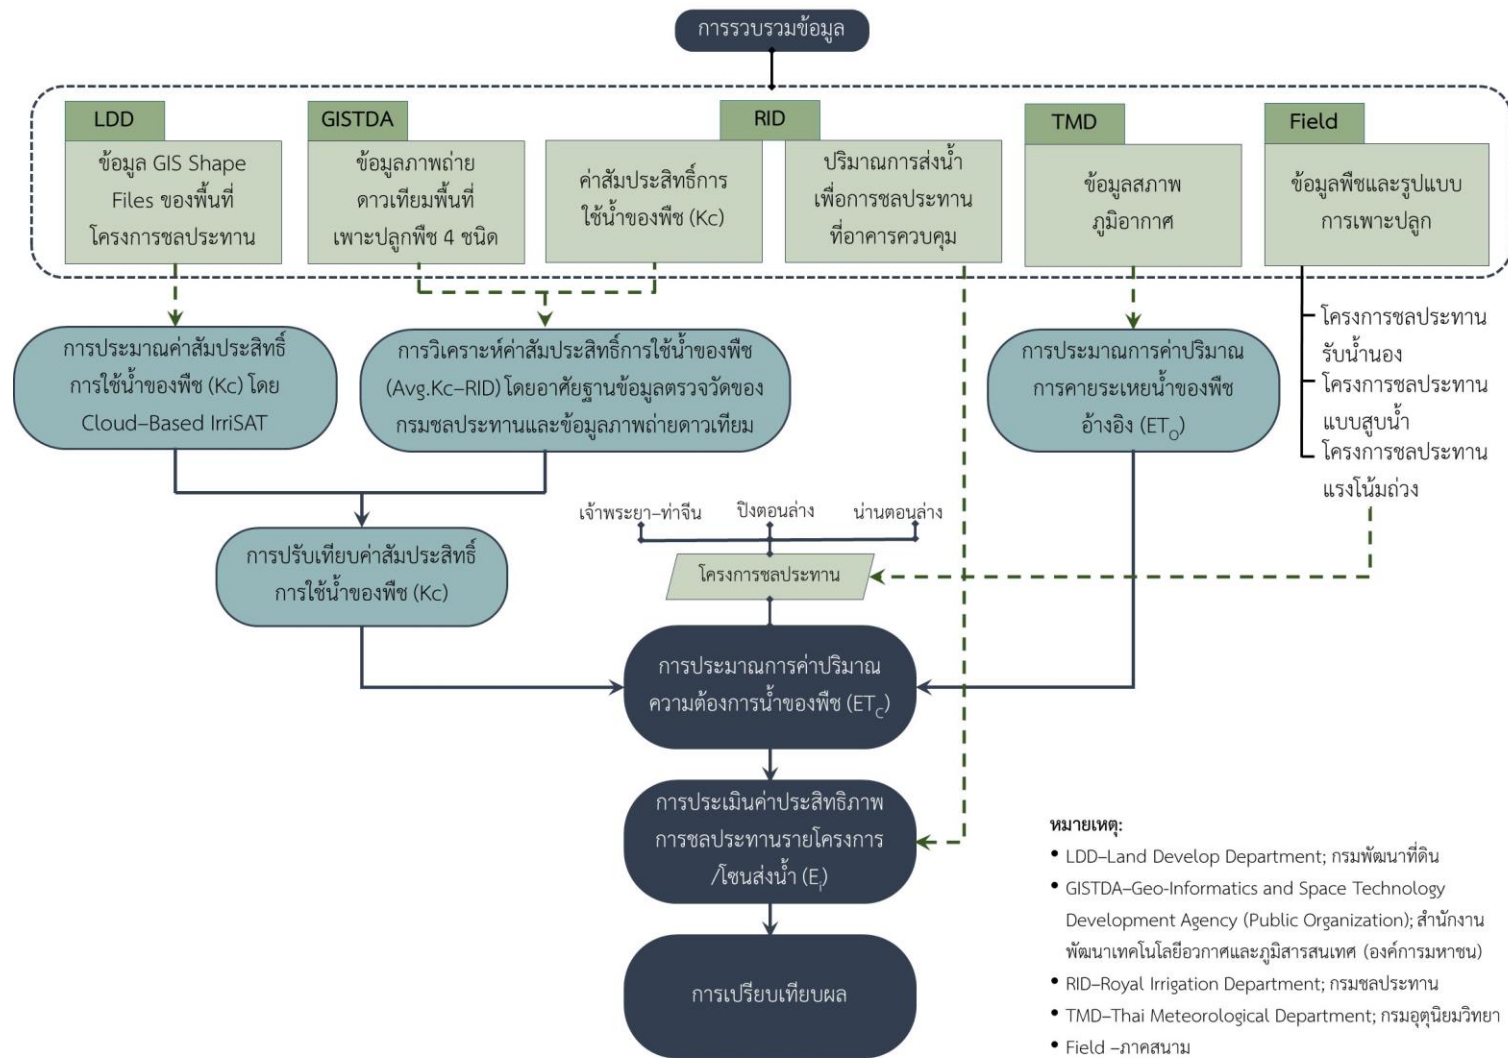 การรวบรวมข้อมูล
LDD
ข้อมูล GIS Shape
Files ของพื้นที่
โครงการชลประทาน
GISTDA
ข้อมูลภาพถ่าย
ดาวเทียมพื้นที่
เพาะปลูกพืช 4 ชนิด
RID
ค่าสัมประสิทธิ์การ
ใช้น้ำของพืช (Kc)
ปริมาณการส่งน้ำ
เพื่อการชลประทาน
ที่อาคารควบคุม
TMD
ข้อมูลสภาพ
ภูมิอากาศ
Field
ข้อมูลพืชและรูปแบบ
การเพาะปลูก
การประมาณค่าสัมประสิทธิ์
การใช้น้ำของพืช (Kc) โดย
Cloud–Based IrriSAT
การวิเคราะห์ค่าสัมประสิทธิ์การใช้น้ำของพืช
(Avg.Kc–RID) โดยอาศัยฐานข้อมูลตรวจวัดของ
กรมชลประทานและข้อมูลภาพถ่ายดาวเทียม
การประมาณการค่าปริมาณ
การคายระเหยน้ำของพืช
อ้างอิง (ETO)
โครงการชลประทาน
รับน้ำนอง
โครงการชลประทาน
แบบสูบน้ำ
โครงการชลประทาน
แรงโน้มถ่วง
เจ้าพระยา–ท่าจีน
ปิงตอนล่าง
น่านตอนล่าง
โครงการชลประทาน
การปรับเทียบค่าสัมประสิทธิ์
การใช้น้ำของพืช (Kc)
การประมาณการค่าปริมาณ
ความต้องการน้ำของพืช (ETC)
การประเมินค่าประสิทธิภาพ
การชลประทานรายโครงการ
/โซนส่งน้ำ (Ei)
การเปรียบเทียบผล
หมายเหตุ:
• LDD–Land Develop Department; กรมพัฒนาที่ดิน
• GISTDA–Geo-Informatics and Space Technology
Development Agency (Public Organization); สำนักงาน
พัฒนาเทคโนโลยีอวกาศและภูมิสารสนเทศ (องค์การมหาชน)
• RID–Royal Irrigation Department; กรมชลประทาน
• TMD–Thai Meteorological Department; กรมอุตุนิยมวิทยา
• Field –ภาคสนาม